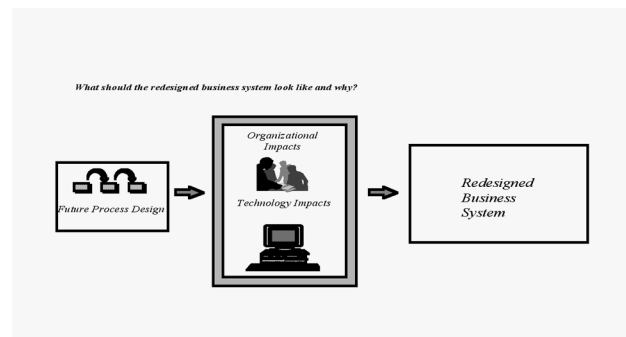 What should the redesigned business system look like and why?
Future Process Design
Organizational
Impacts
Technology Impacts
Redesigned
Business
System